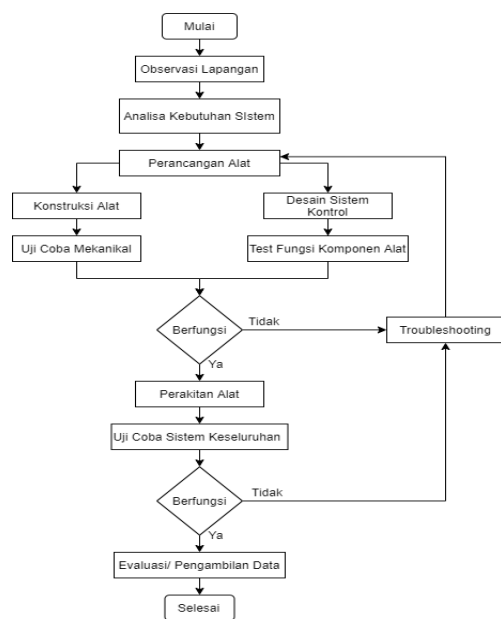 Mulai
Observasi Lapangan
Analisa Kebutuhan SIstem
Perancangan Alat
Konstruksi Alat
Desain Sistem
Kontrol
Uji Coba Mekanikal
Test Fungsi Komponen Alat
Berfungsi
Tidak
Troubleshooting
Ya
Perakitan Alat
Uji Coba Sistem Keseluruhan
Berfungsi
Tidak
Ya
Evaluasi/ Pengambilan Data
Selesai